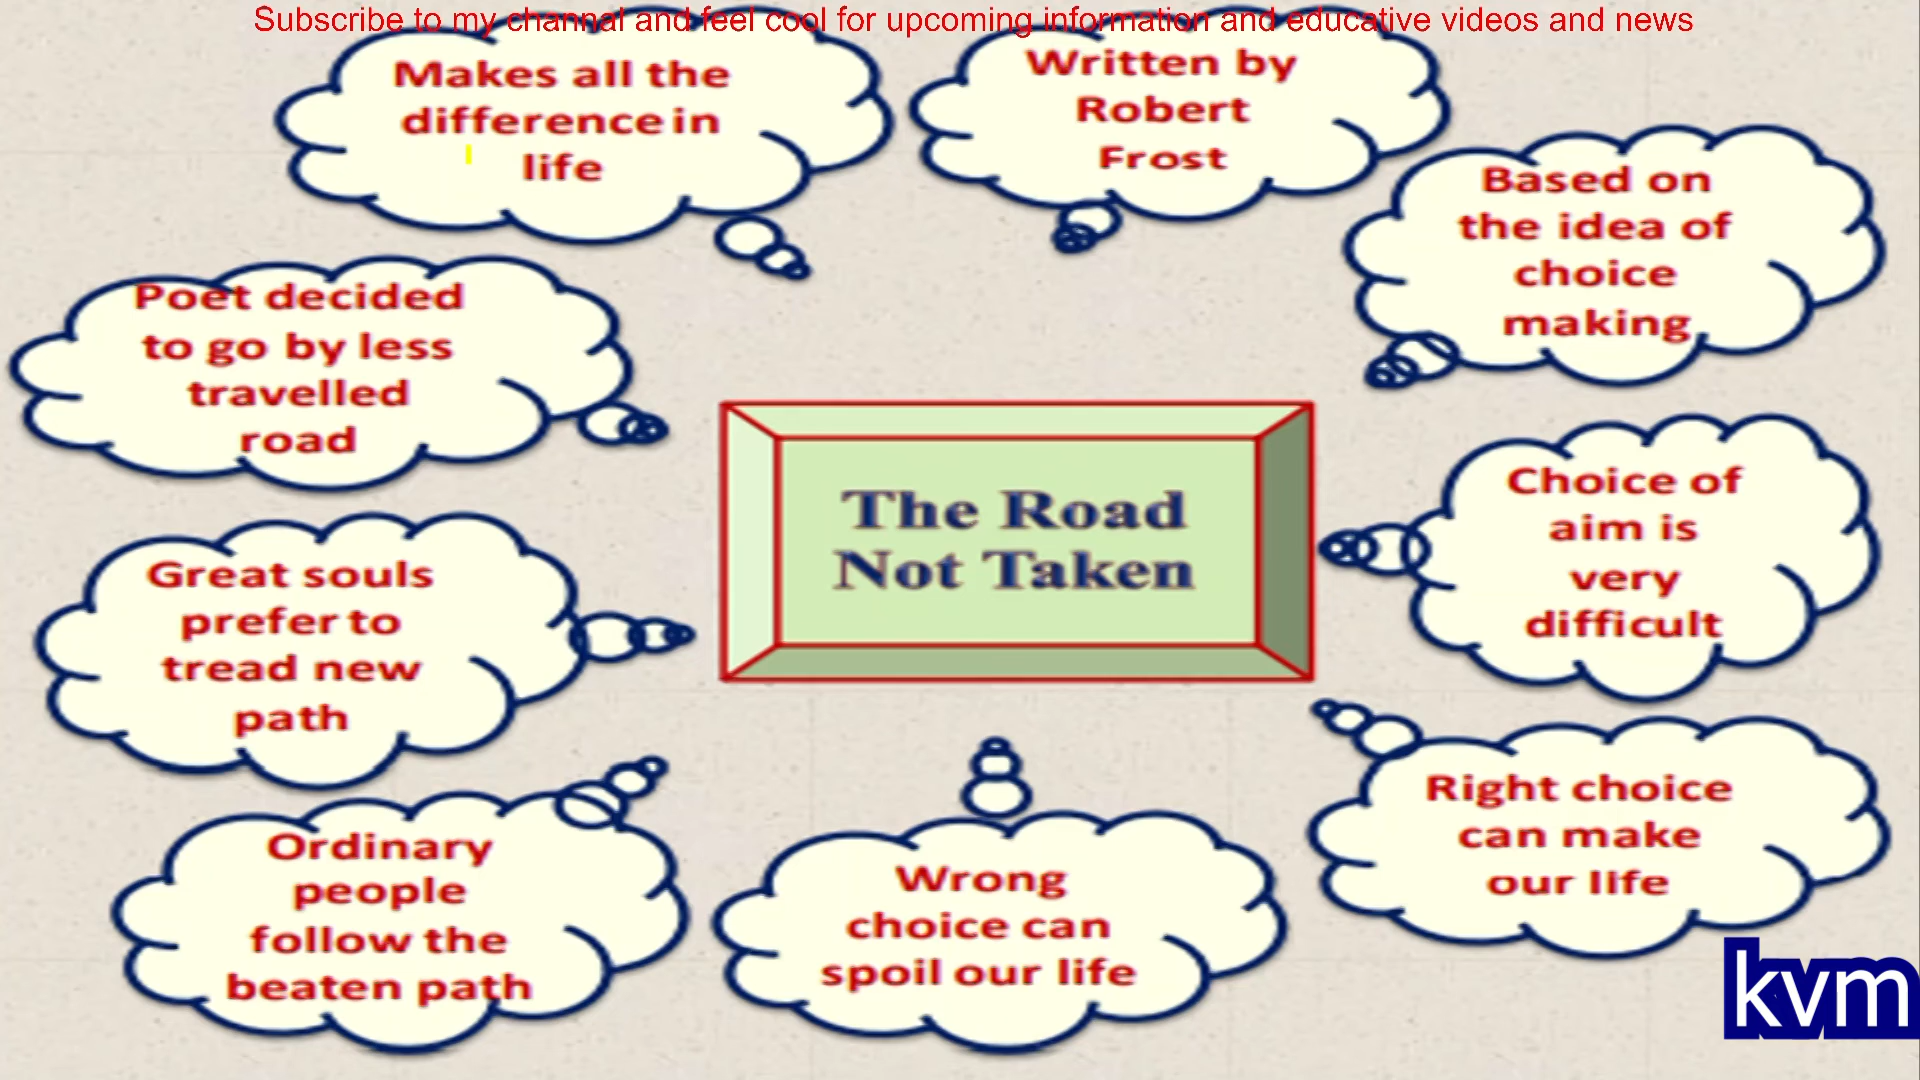 Subscribe to my channal and feel cool for upcoming information and educative videos and news
Makes all the
difference in
life
Written by
Robert
Frost
Based on
the idea of
choice
making
Poet decided
to go by less
travelled
road
The Road
Not Taken
Choice of
aim is
very
difficult
Great souls
prefer to
tread new
path
Right choice
can make
our life
Ordinary
people
follow the
beaten path
Wrong
choice can
spoil our life
kvm